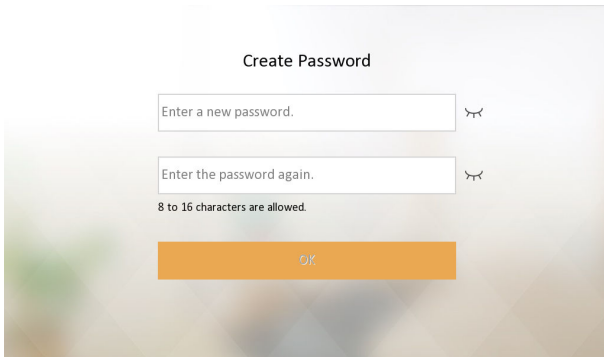 Create Password
Enter a new password.
Enter the password again.
8 to 16 characters are allowed.
OK